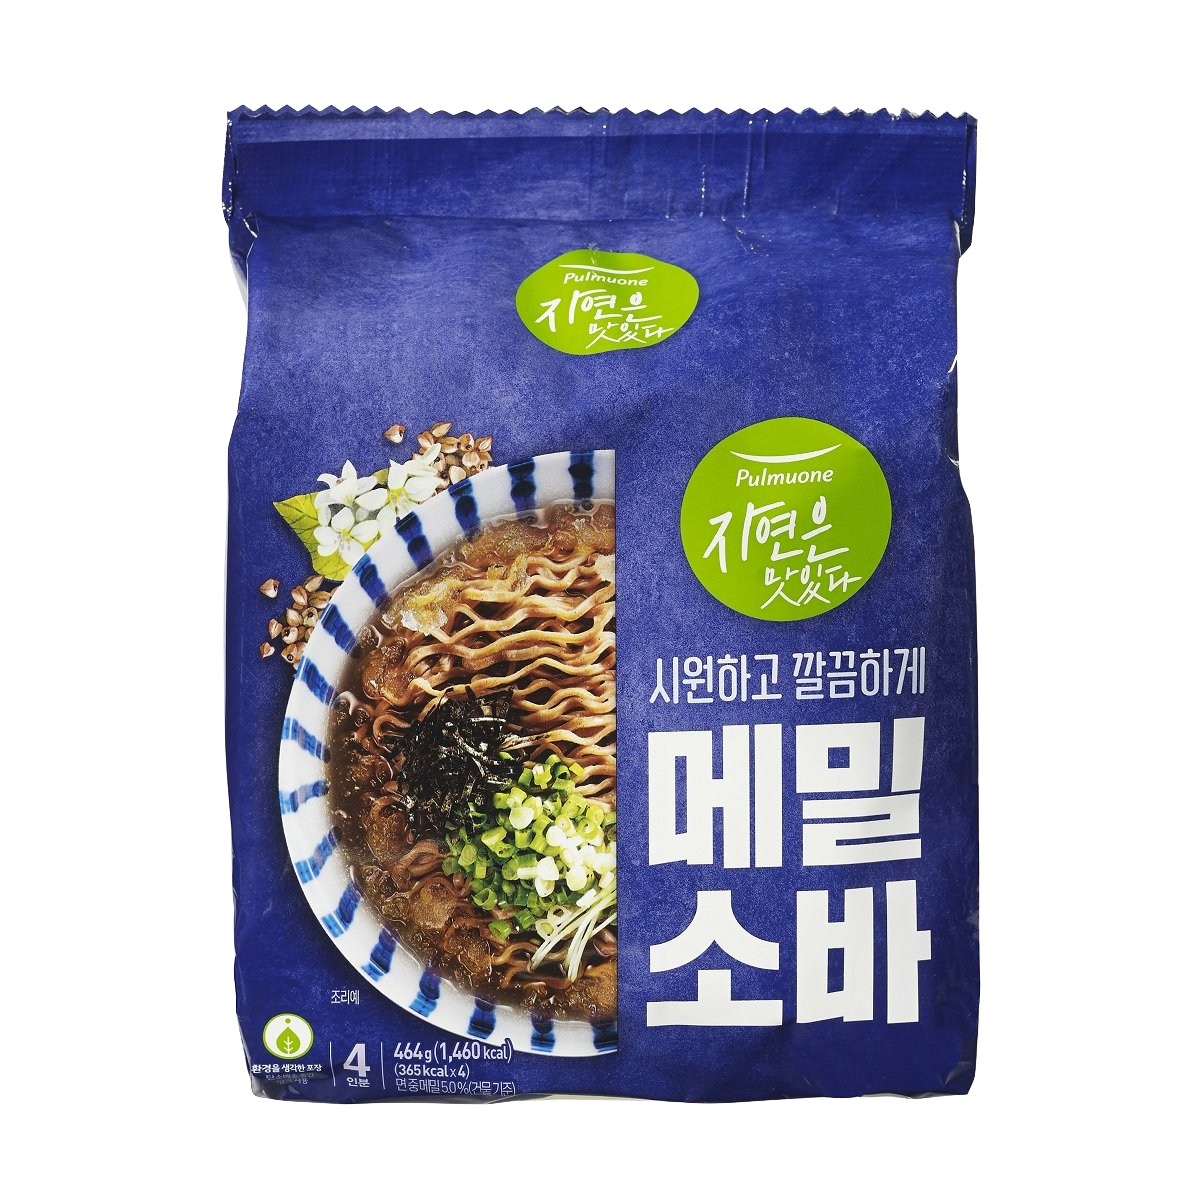 Pulmuone
자연은
맛있다
Pulmuone
자연은
맛있다
시원하고 깔끔하게
메밀
소바
조리예
환경을 생각한 포장
4
인분
464g(1,460 kcal)
(365 kcal x 4)
면 중 메밀 5.0%(건물 기준)